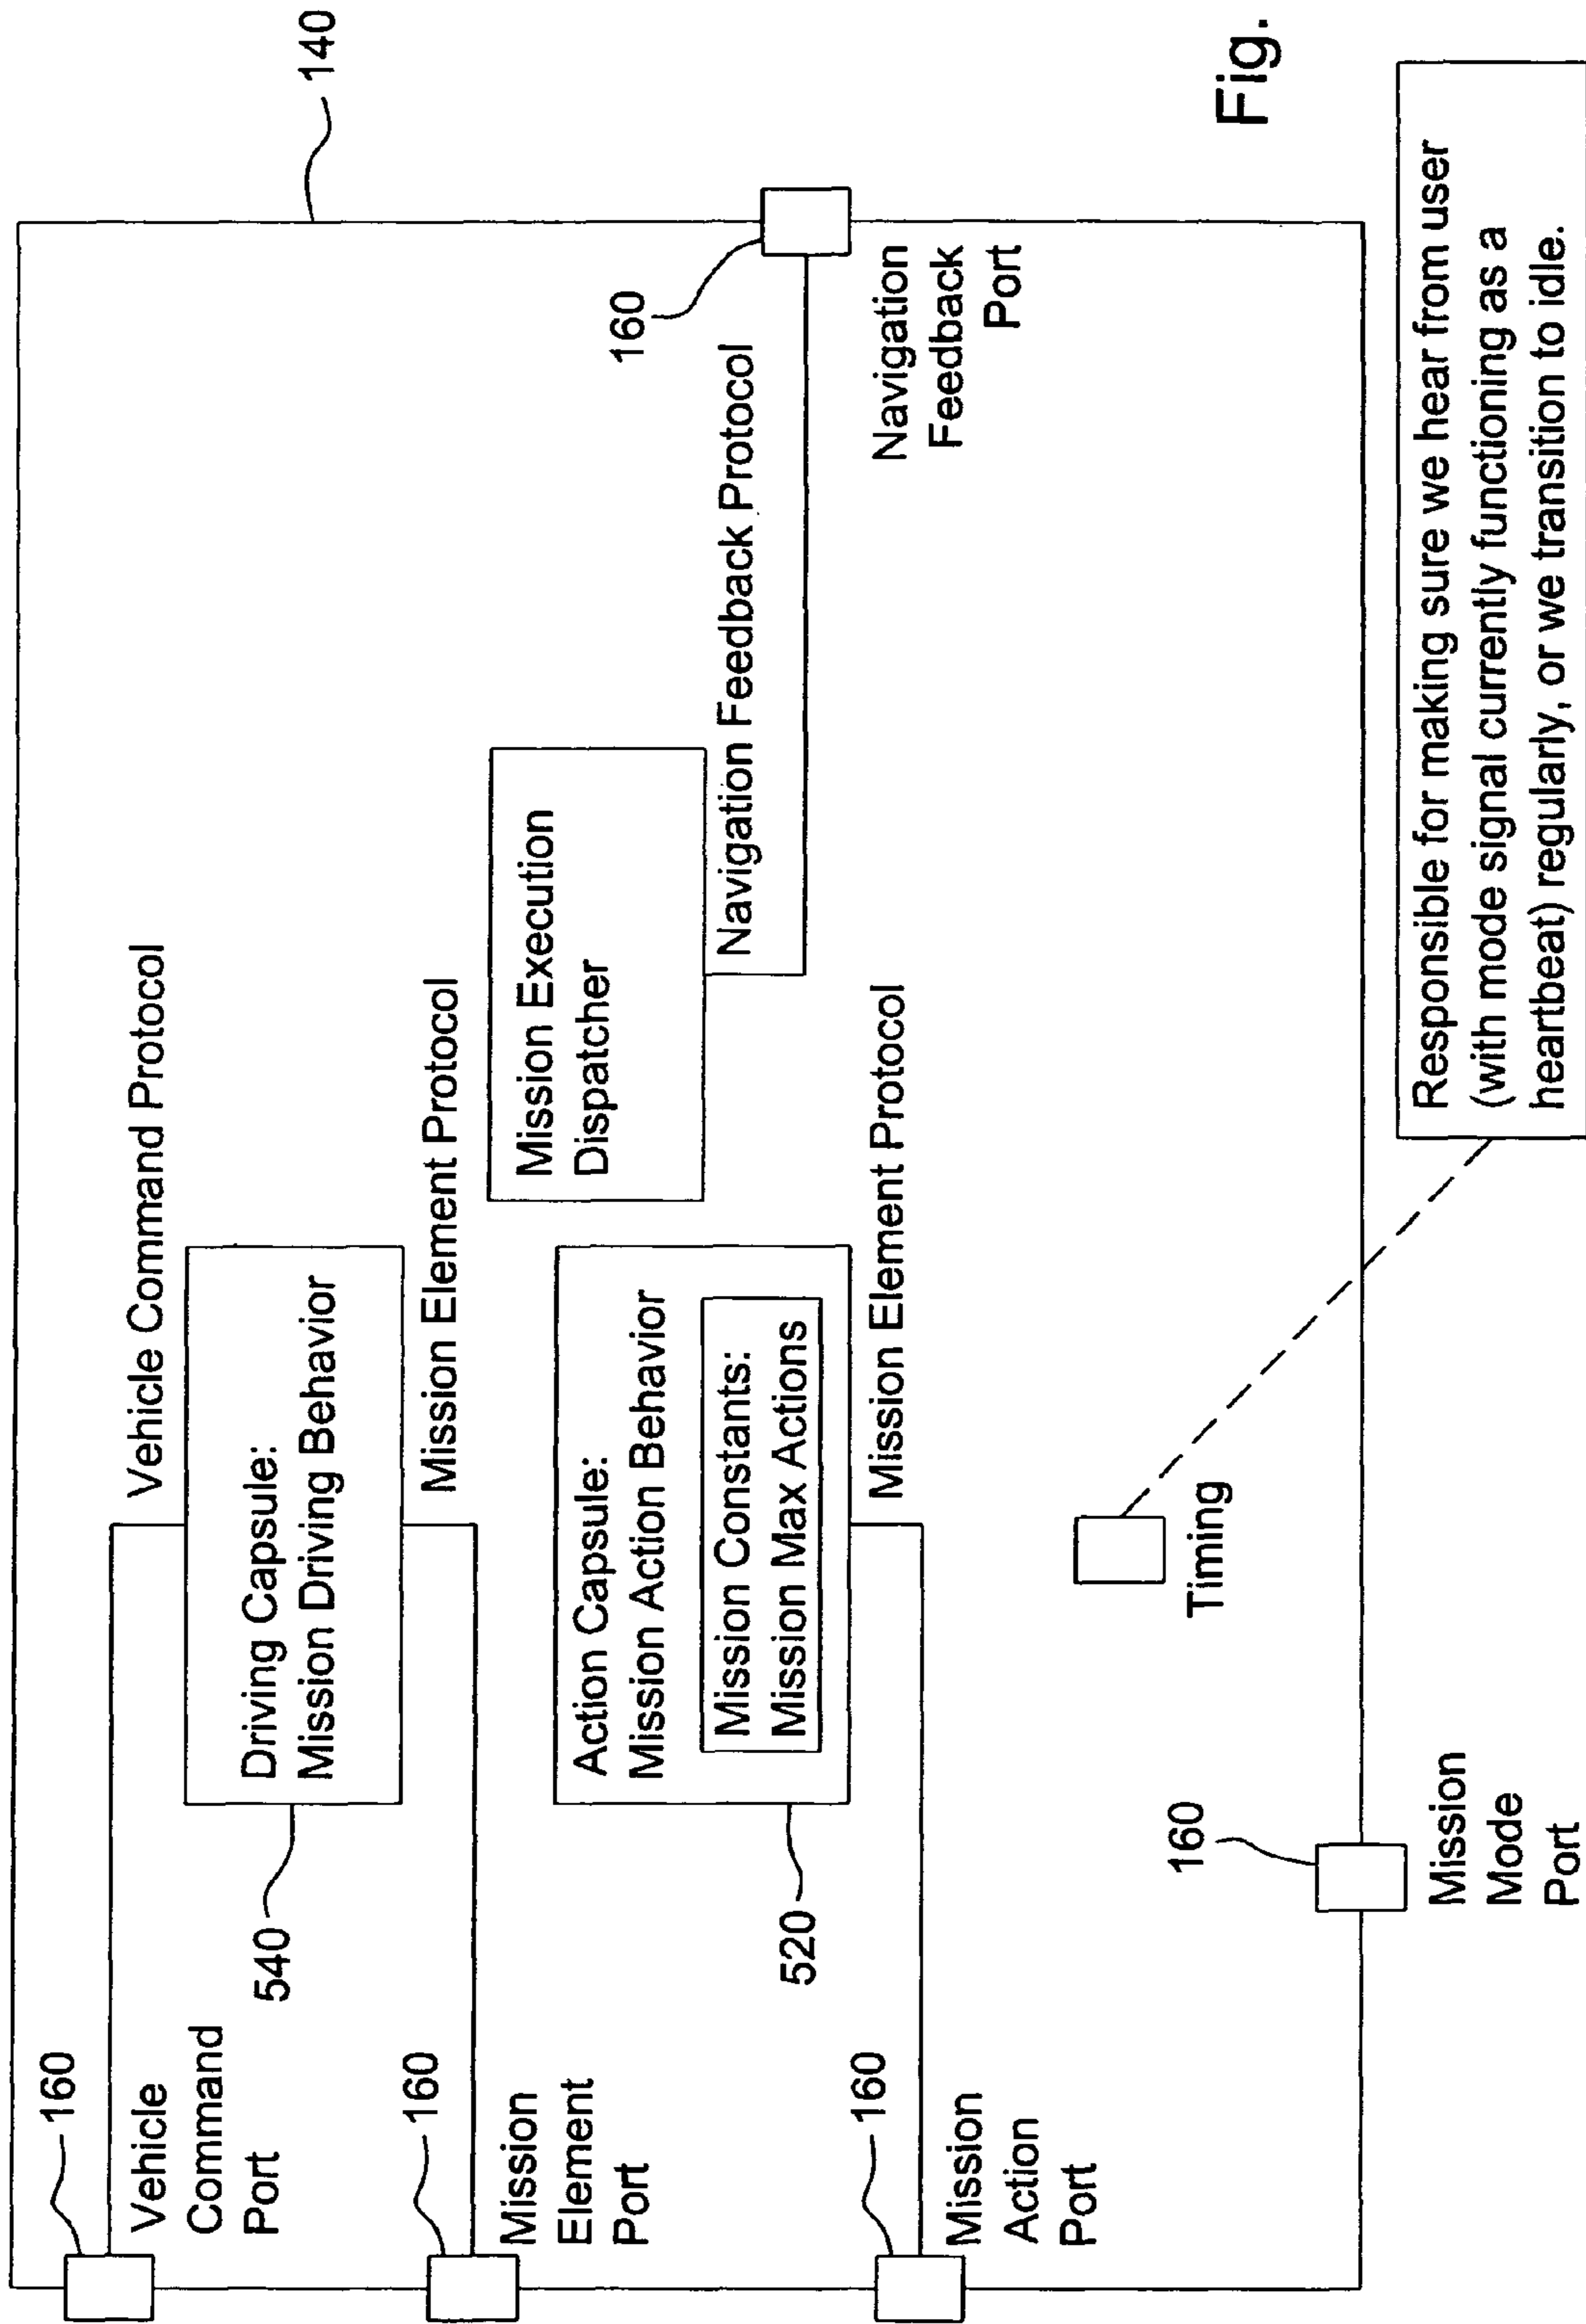 140
160
Vehicle
Command
Port
Vehicle Command Protocol
540
Driving Capsule:
Mission Driving Behavior
Mission Element Protocol
160
Mission
Element
Port
Mission Execution
Dispatcher
Navigation Feedback Protocol
160
Navigation
Feedback
Port
520
Action Capsule:
Mission Action Behavior
Mission Constants:
Mission Max Actions
Mission Element Protocol
160
Mission
Action
Port
Timing
160
Mission
Mode
Port
Fig.
Responsible for making sure we hear from user
(with mode signal currently functioning as a
heartbeat) regularly, or we transition to idle.